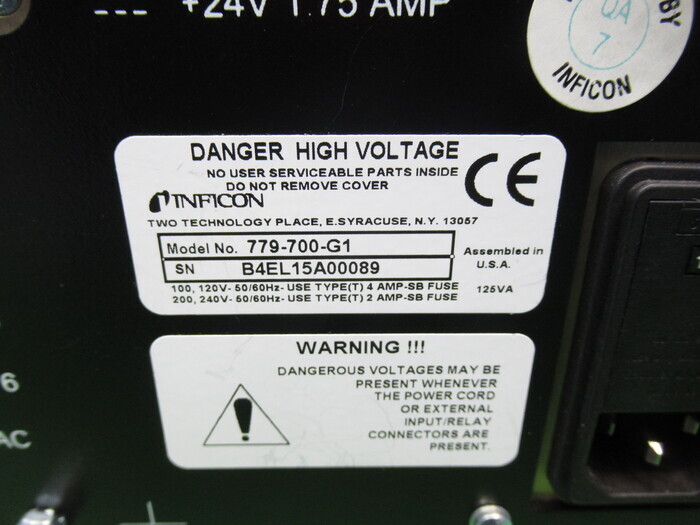 --- +24V 1.75 AMP
QA
BY
7
INFICON
DANGER HIGH VOLTAGE
NO USER SERVICEABLE PARTS INSIDE
DO NOT REMOVE COVER
CE
INFICON
TWO TECHNOLOGY PLACE, E.SYRACUSE, N.Y. 13057
Model No. 779-700-G1
SN B4EL15A00089
Assembled in
U.S.A.
100, 120V- 50/60Hz- USE TYPE(T) 4 AMP-SB FUSE
200, 240V- 50/60Hz- USE TYPE(T) 2 AMP-SB FUSE
125VA
WARNING !!!
DANGEROUS VOLTAGES MAY BE
PRESENT WHENEVER
THE POWER CORD
OR EXTERNAL
INPUT/RELAY
CONNECTORS ARE
PRESENT.
!
6
AC